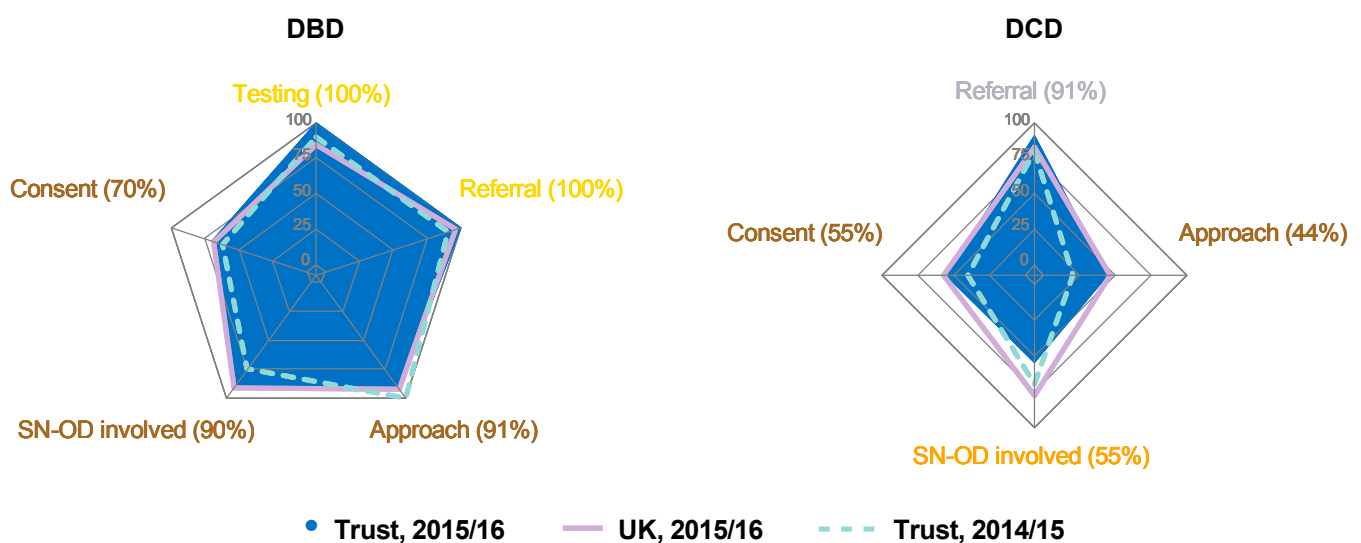 DBD
Testing (100%)
100
75
50
25
0
Consent (70%)
Referral (100%)
SN-OD involved (90%)
Approach (91%)
DCD
Referral (91%)
100
75
50
25
0
Consent (55%)
Approach (44%)
SN-OD involved (55%)
Trust, 2015/16
UK, 2015/16
Trust, 2014/15